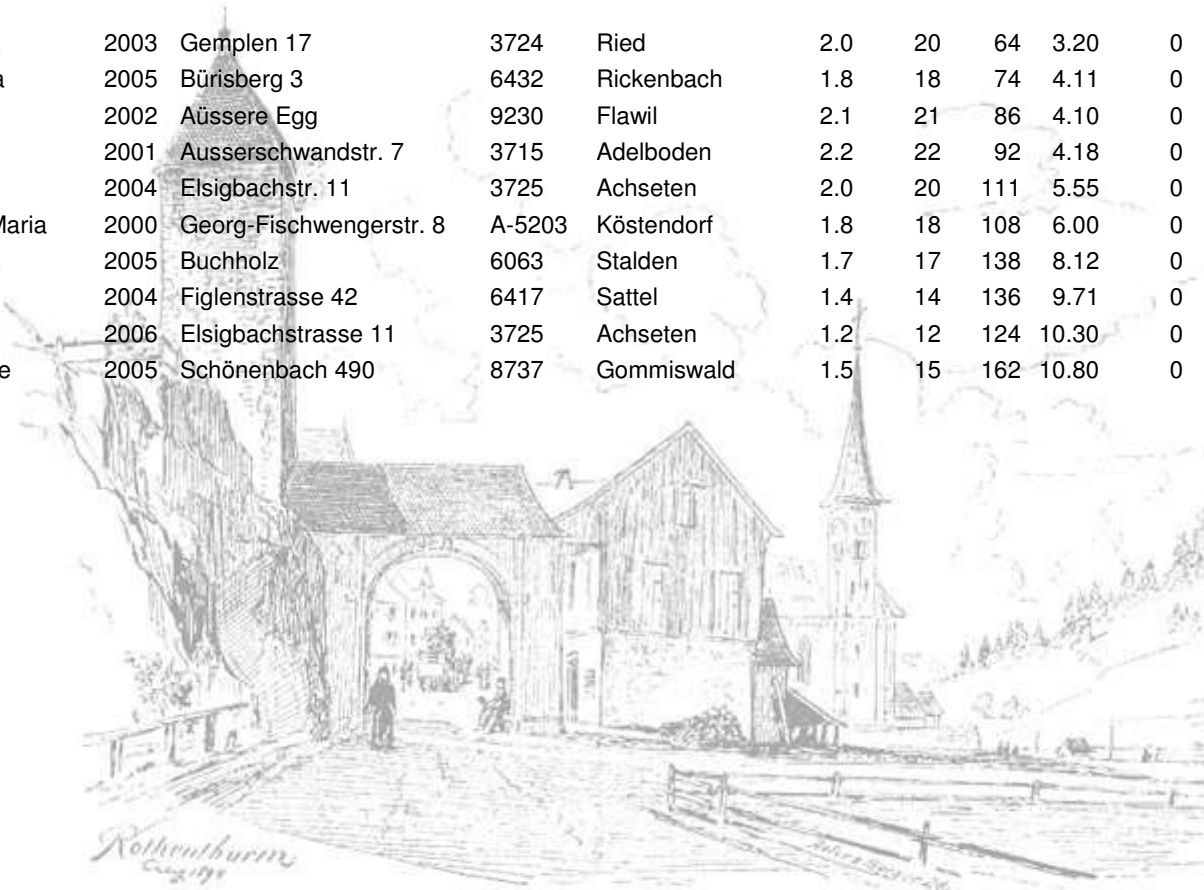 2003 Gemplen 17 3724 Ried 2.0 20 64 3.20 0
a 2005 Bürisberg 3 6432 Rickenbach 1.8 18 74 4.11 0
2002 Aüssere Egg 9230 Flawil 2.1 21 86 4.10 0
2001 Ausserschwandstr. 7 3715 Adelboden 2.2 22 92 4.18 0
2004 Elsigbachstr. 11 3725 Achseten 2.0 20 111 5.55 0
Maria 2000 Georg-Fischwengerstr. 8 A-5203 Köstendorf 1.8 18 108 6.00 0
2005 Buchholz 6063 Stalden 1.7 17 138 8.12 0
2004 Figlenstrasse 42 6417 Sattel 1.4 14 136 9.71 0
2006 Elsigbachstrasse 11 3725 Achseten 1.2 12 124 10.30 0
e 2005 Schönenbach 490 8737 Gommiswald 1.5 15 162 10.80 0
Rothenthurm